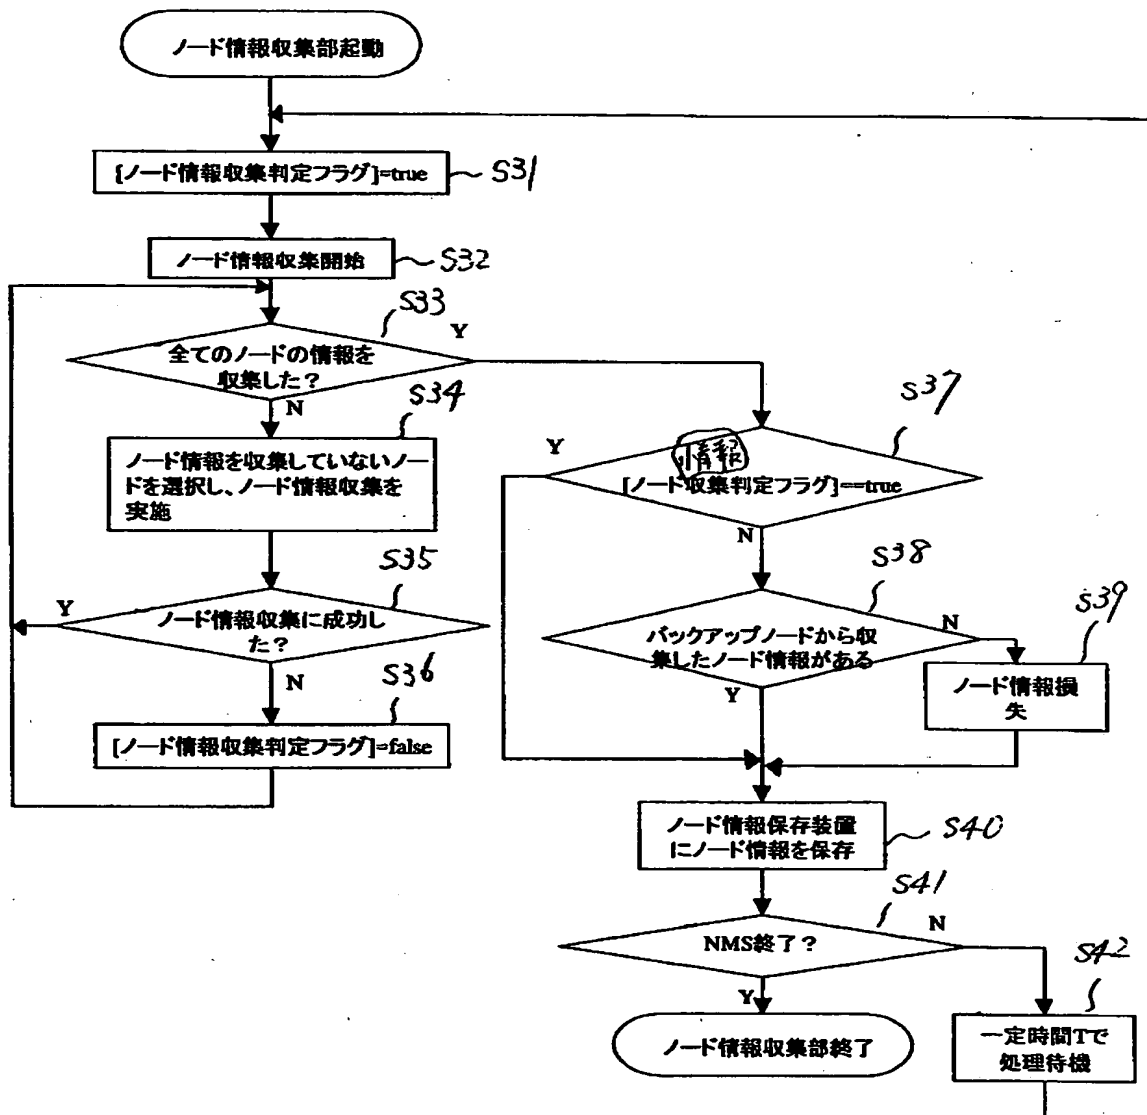 ノード情報収集部起動
[ノード情報収集判定フラグ]=true
S31
ノード情報収集開始
S32
S33
Y
全てのノードの情報を
収集した？
N
S34
ノード情報を収集していないノー
ドを選択し、ノード情報収集を
実施
S35
Y
ノード情報収集に成功し
た？
N
S36
[ノード情報収集判定フラグ]=false
S37
Y
情報
[ノード収集判定フラグ]==true
N
S38
バックアップノードから収
集したノード情報がある
N
Y
S39
ノード情報損
失
ノード情報保存装置
にノード情報を保存
S40
S41
NMS終了？
N
Y
S42
一定時間Tで
処理待機
ノード情報収集部終了